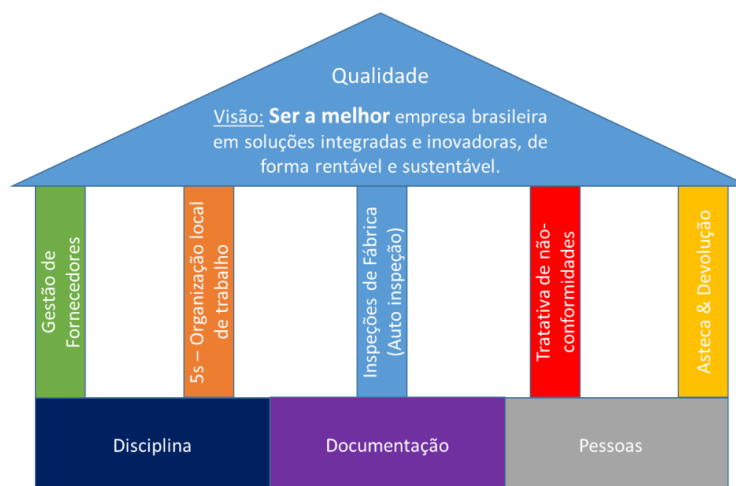 Qualidade
Visão: Ser a melhor empresa brasileira
em soluções integradas e inovadoras, de
forma rentável e sustentável.
Gestão de
Fornecedores
5s – Organização local
de trabalho
Inspeções de Fábrica
(Auto inspeção)
Tratativa de não-
conformidades
Asteca & Devolução
Disciplina
Documentação
Pessoas